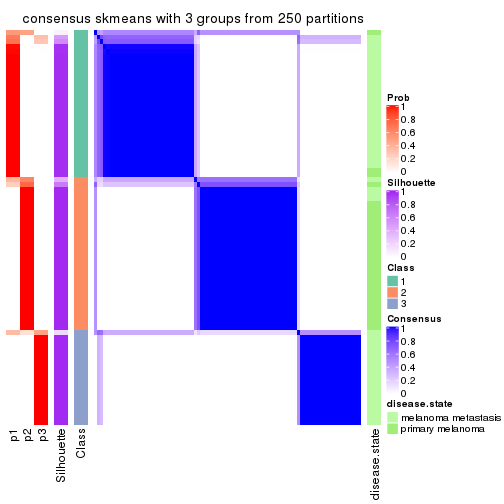 consensus skmeans with 3 groups from 250 partitions
Prob
1
0.8
0.6
0.4
0.2
0
Silhouette
1
0.8
0.6
0.4
0.2
0
Class
1
2
3
Consensus
1
0.8
0.6
0.4
0.2
0
disease.state
melanoma metastasis
primary melanoma
p1
p2
p3
Silhouette
Class
disease.state